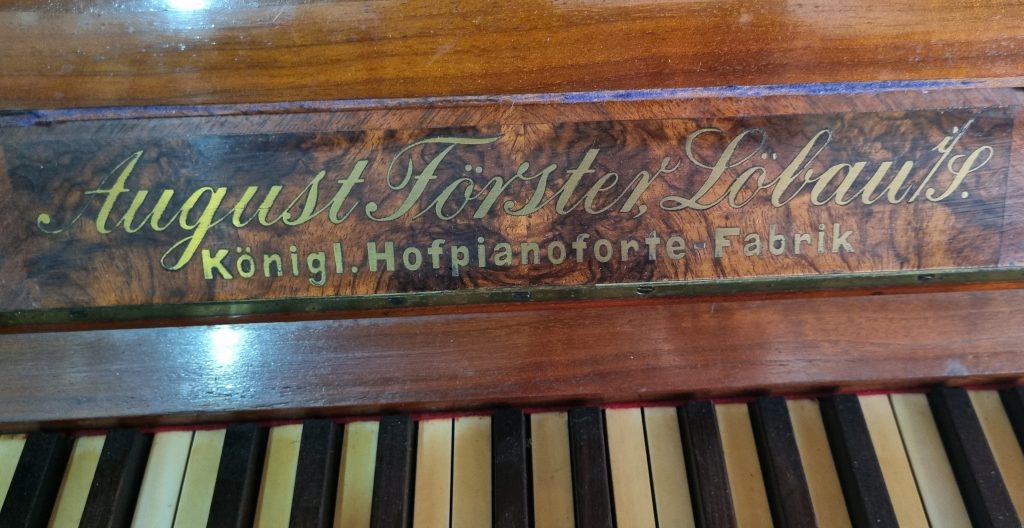 August Förster, Löbau i/S.
Königl. Hofpianoforte-Fabrik